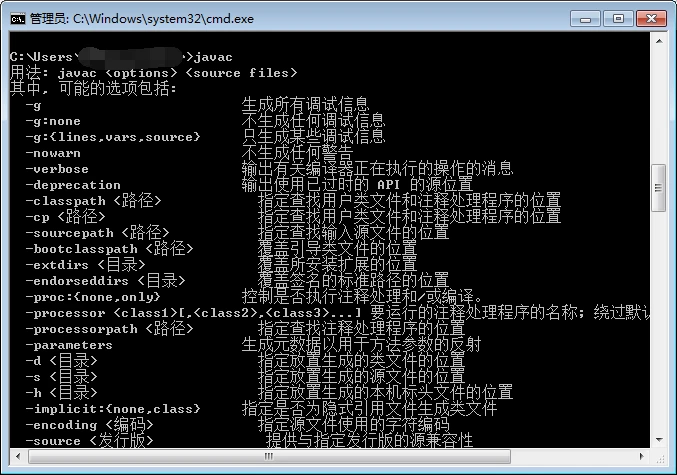 管理员: C:\Windows\system32\cmd.exe
C:\Users\ >javac
用法: javac <options> <source files>
其中, 可能的选项包括:
-g 生成所有调试信息
-g:none 不生成任何调试信息
-g:{lines,vars,source} 只生成某些调试信息
-nowarn 不生成任何警告
-verbose 输出有关编译器正在执行的操作的消息
-deprecation 输出使用已过时的 API 的源位置
-classpath <路径> 指定查找用户类文件和注释处理程序的位置
-cp <路径> 指定查找用户类文件和注释处理程序的位置
-sourcepath <路径> 指定查找输入源文件的位置
-bootclasspath <路径> 覆盖引导类文件的位置
-extdirs <目录> 覆盖所安装扩展的位置
-endorseddirs <目录> 覆盖签名的标准路径的位置
-proc:{none,only} 控制是否执行注释处理和/或编译。
-processor <class1>[,<class2>,<class3>...] 要运行的注释处理程序的名称; 绕过默认
-processorpath <路径> 指定查找注释处理程序的位置
-parameters 生成元数据以用于方法参数的反射
-d <目录> 指定放置生成的类文件的位置
-s <目录> 指定放置生成的源文件的位置
-h <目录> 指定放置生成的本机标头文件的位置
-implicit:{none,class} 指定是否为隐式引用文件生成类文件
-encoding <编码> 指定源文件使用的字符编码
-source <发行版> 提供与指定发行版的源兼容性